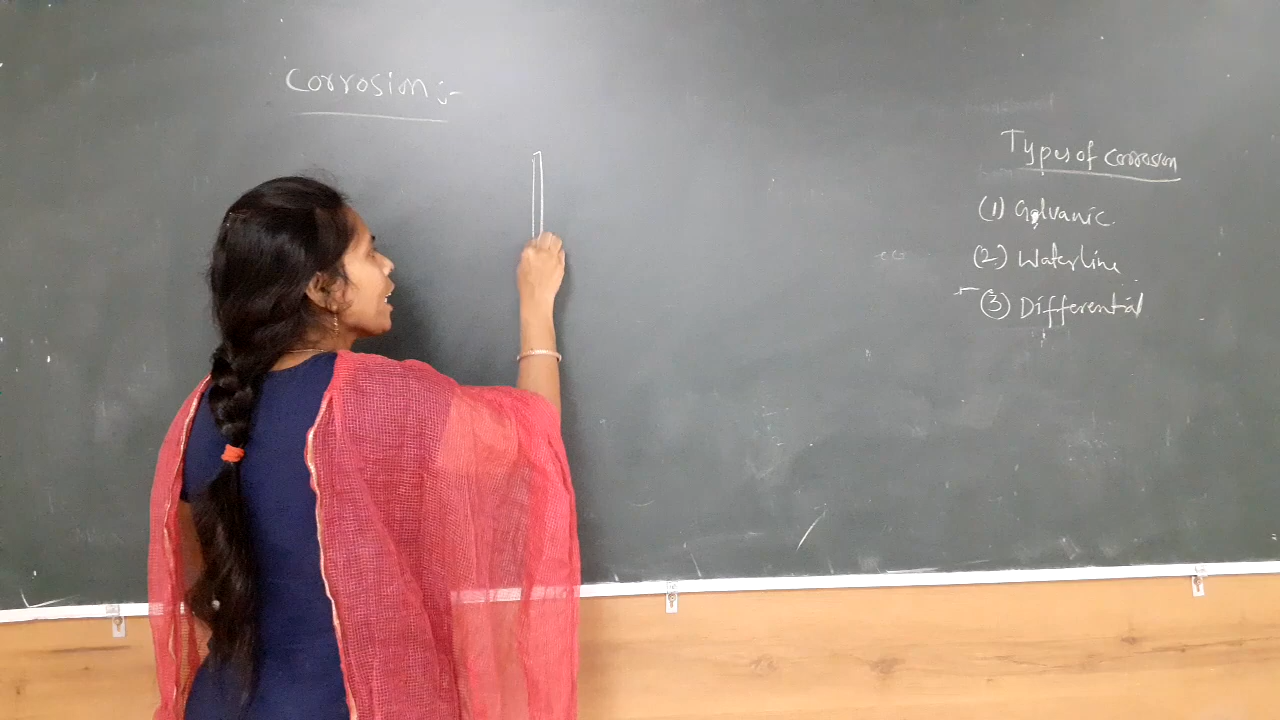 Corrosion :-
Types of Corrosion
(1) Galvanic
(2) Waterline
(3) Differential